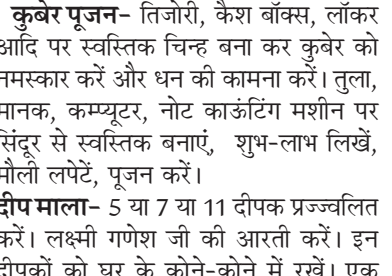 कुबेर पूजन– तिजोरी, कैश बॉक्स, लॉकर
आदि पर स्वस्तिक चिन्ह बना कर कुबेर को
नमस्कार करें और धन की कामना करें। तुला,
मानक, कम्प्यूटर, नोट काऊंटिंग मशीन पर
सिंदूर से स्वस्तिक बनाएं, शुभ-लाभ लिखें,
मौली लपेटें, पूजन करें।
दीप माला– 5 या 7 या 11 दीपक प्रज्ज्वलित
करें। लक्ष्मी गणेश जी की आरती करें। इन
दीपकों को घर के कोने-कोने में रखें। एक